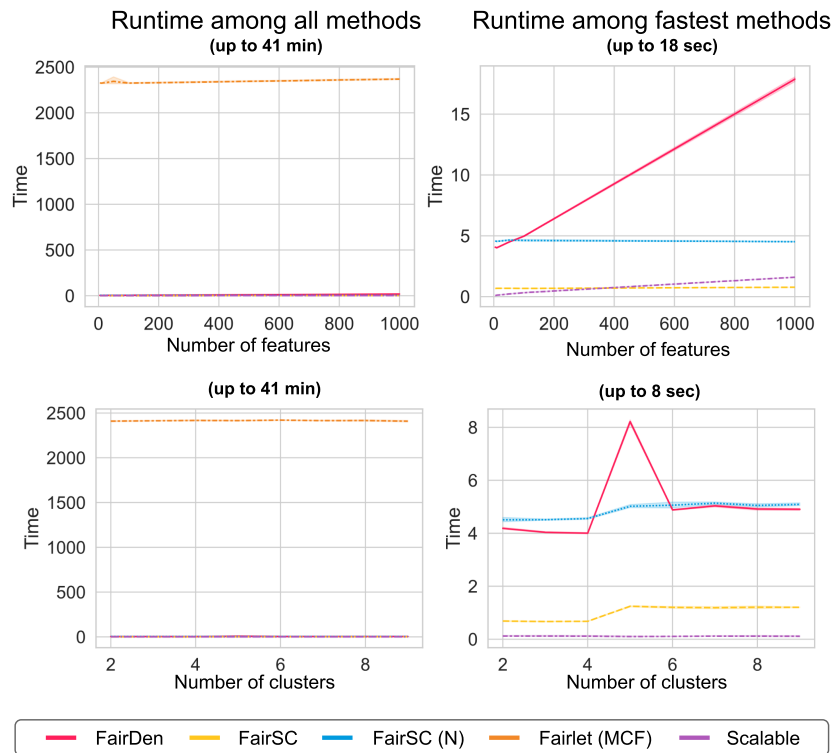 Runtime among all methods
(up to 41 min)
Runtime among fastest methods
(up to 18 sec)
2500
2000
1500
1000
500
0
Time
0 200 400 600 800 1000
Number of features
15
10
5
0
Time
0 200 400 600 800 1000
Number of features
(up to 41 min)
2500
2000
1500
1000
500
0
Time
2 4 6 8
Number of clusters
(up to 8 sec)
8
6
4
2
0
Time
2 4 6 8
Number of clusters
FairDen FairSC FairSC (N) Fairlet (MCF) Scalable